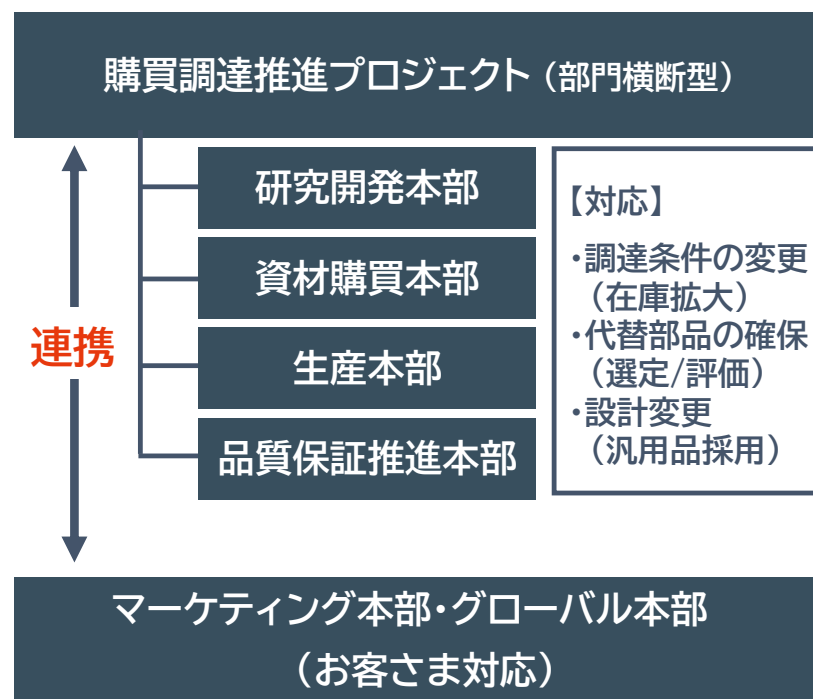 購買調達推進プロジェクト（部門横断型）
研究開発本部
資材購買本部
生産本部
品質保証推進本部
【対応】
・調達条件の変更
（在庫拡大）
・代替部品の確保
（選定/評価）
・設計変更
（汎用品採用）
連携
マーケティング本部・グローバル本部
（お客さま対応）